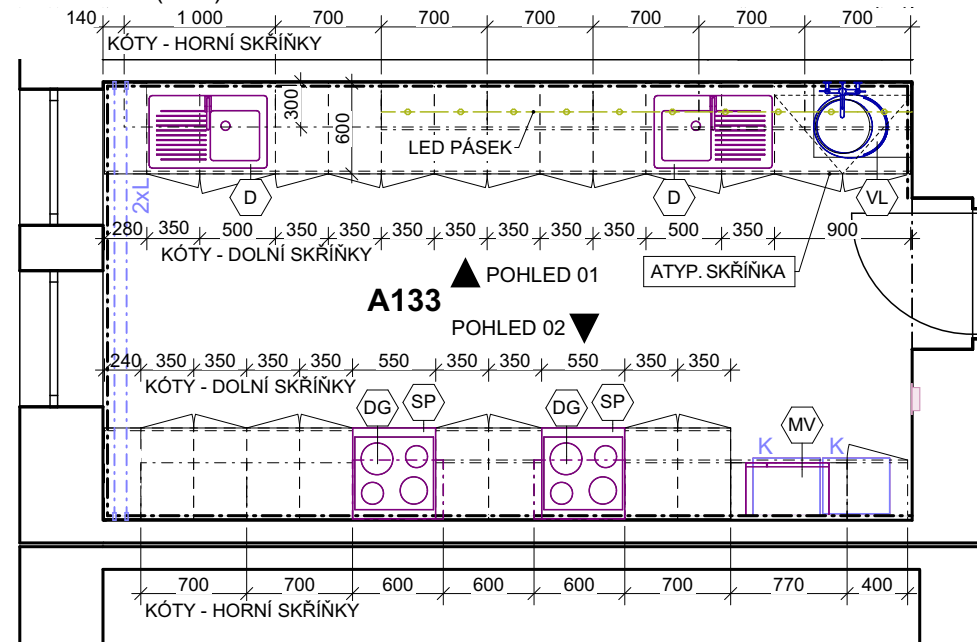 140 1 000 700 700 700 700 700 700
KÓTY - HORNÍ SKŘÍŇKY
300
600
LED PÁSEK
2xL
D D VL
280 350 500 350 350 350 350 350 350 350 500 350 900
KÓTY - DOLNÍ SKŘÍŇKY
ATYP. SKŘÍŇKA
POHLED 01
A133
POHLED 02
240 350 350 350 350 550 350 350 550 350 350
KÓTY - DOLNÍ SKŘÍŇKY
DG SP DG SP MV
K K
700 700 600 600 600 700 770 400
KÓTY - HORNÍ SKŘÍŇKY